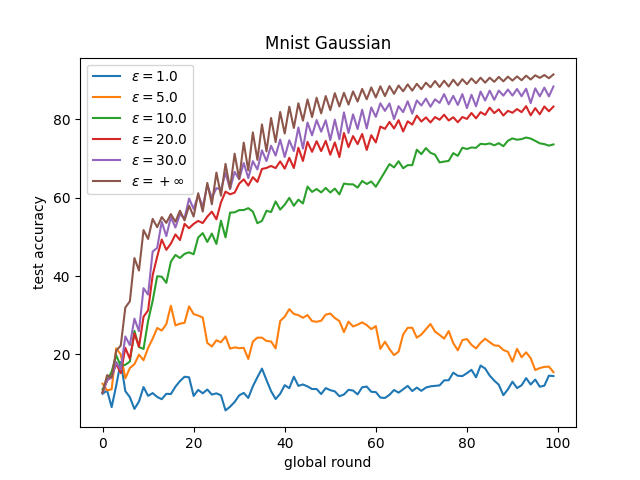 Mnist Gaussian
ε = 1.0
ε = 5.0
ε = 10.0
ε = 20.0
ε = 30.0
ε = +∞
80
60
40
20
test accuracy
0 20 40 60 80 100
global round